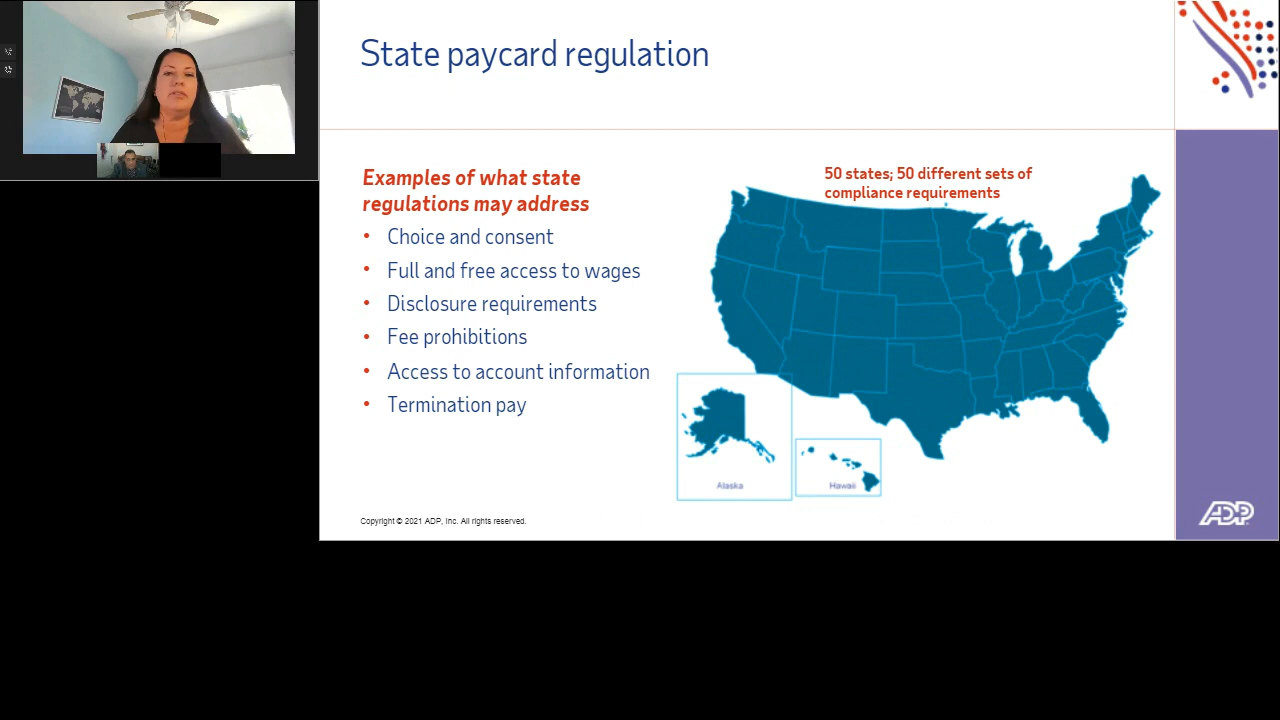 State paycard regulation
Examples of what state
regulations may address
• Choice and consent
• Full and free access to wages
• Disclosure requirements
• Fee prohibitions
• Access to account information
• Termination pay
50 states; 50 different sets of
compliance requirements
Alaska
Hawaii
Copyright © 2021 ADP, Inc. All rights reserved.
ADP